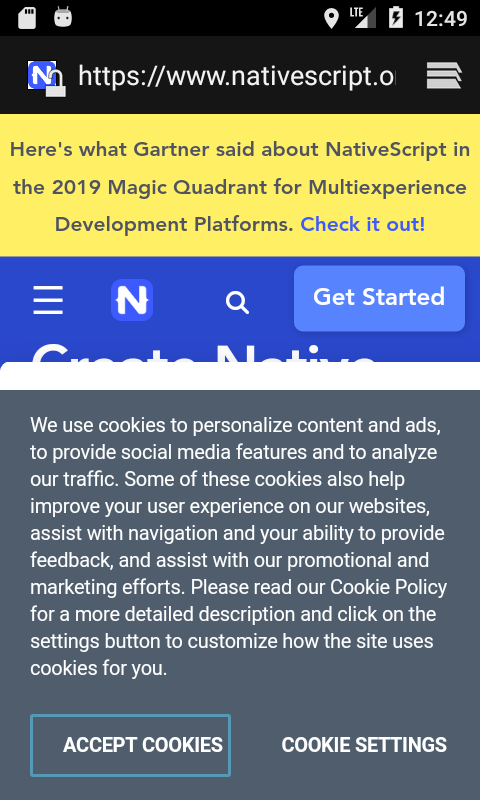 LTE 12:49
https://www.nativescript.o
Here's what Gartner said about NativeScript in
the 2019 Magic Quadrant for Multiexperience
Development Platforms. Check it out!
N Get Started
Create Native
We use cookies to personalize content and ads,
to provide social media features and to analyze
our traffic. Some of these cookies also help
improve your user experience on our websites,
assist with navigation and your ability to provide
feedback, and assist with our promotional and
marketing efforts. Please read our Cookie Policy
for a more detailed description and click on the
settings button to customize how the site uses
cookies for you.
ACCEPT COOKIES COOKIE SETTINGS